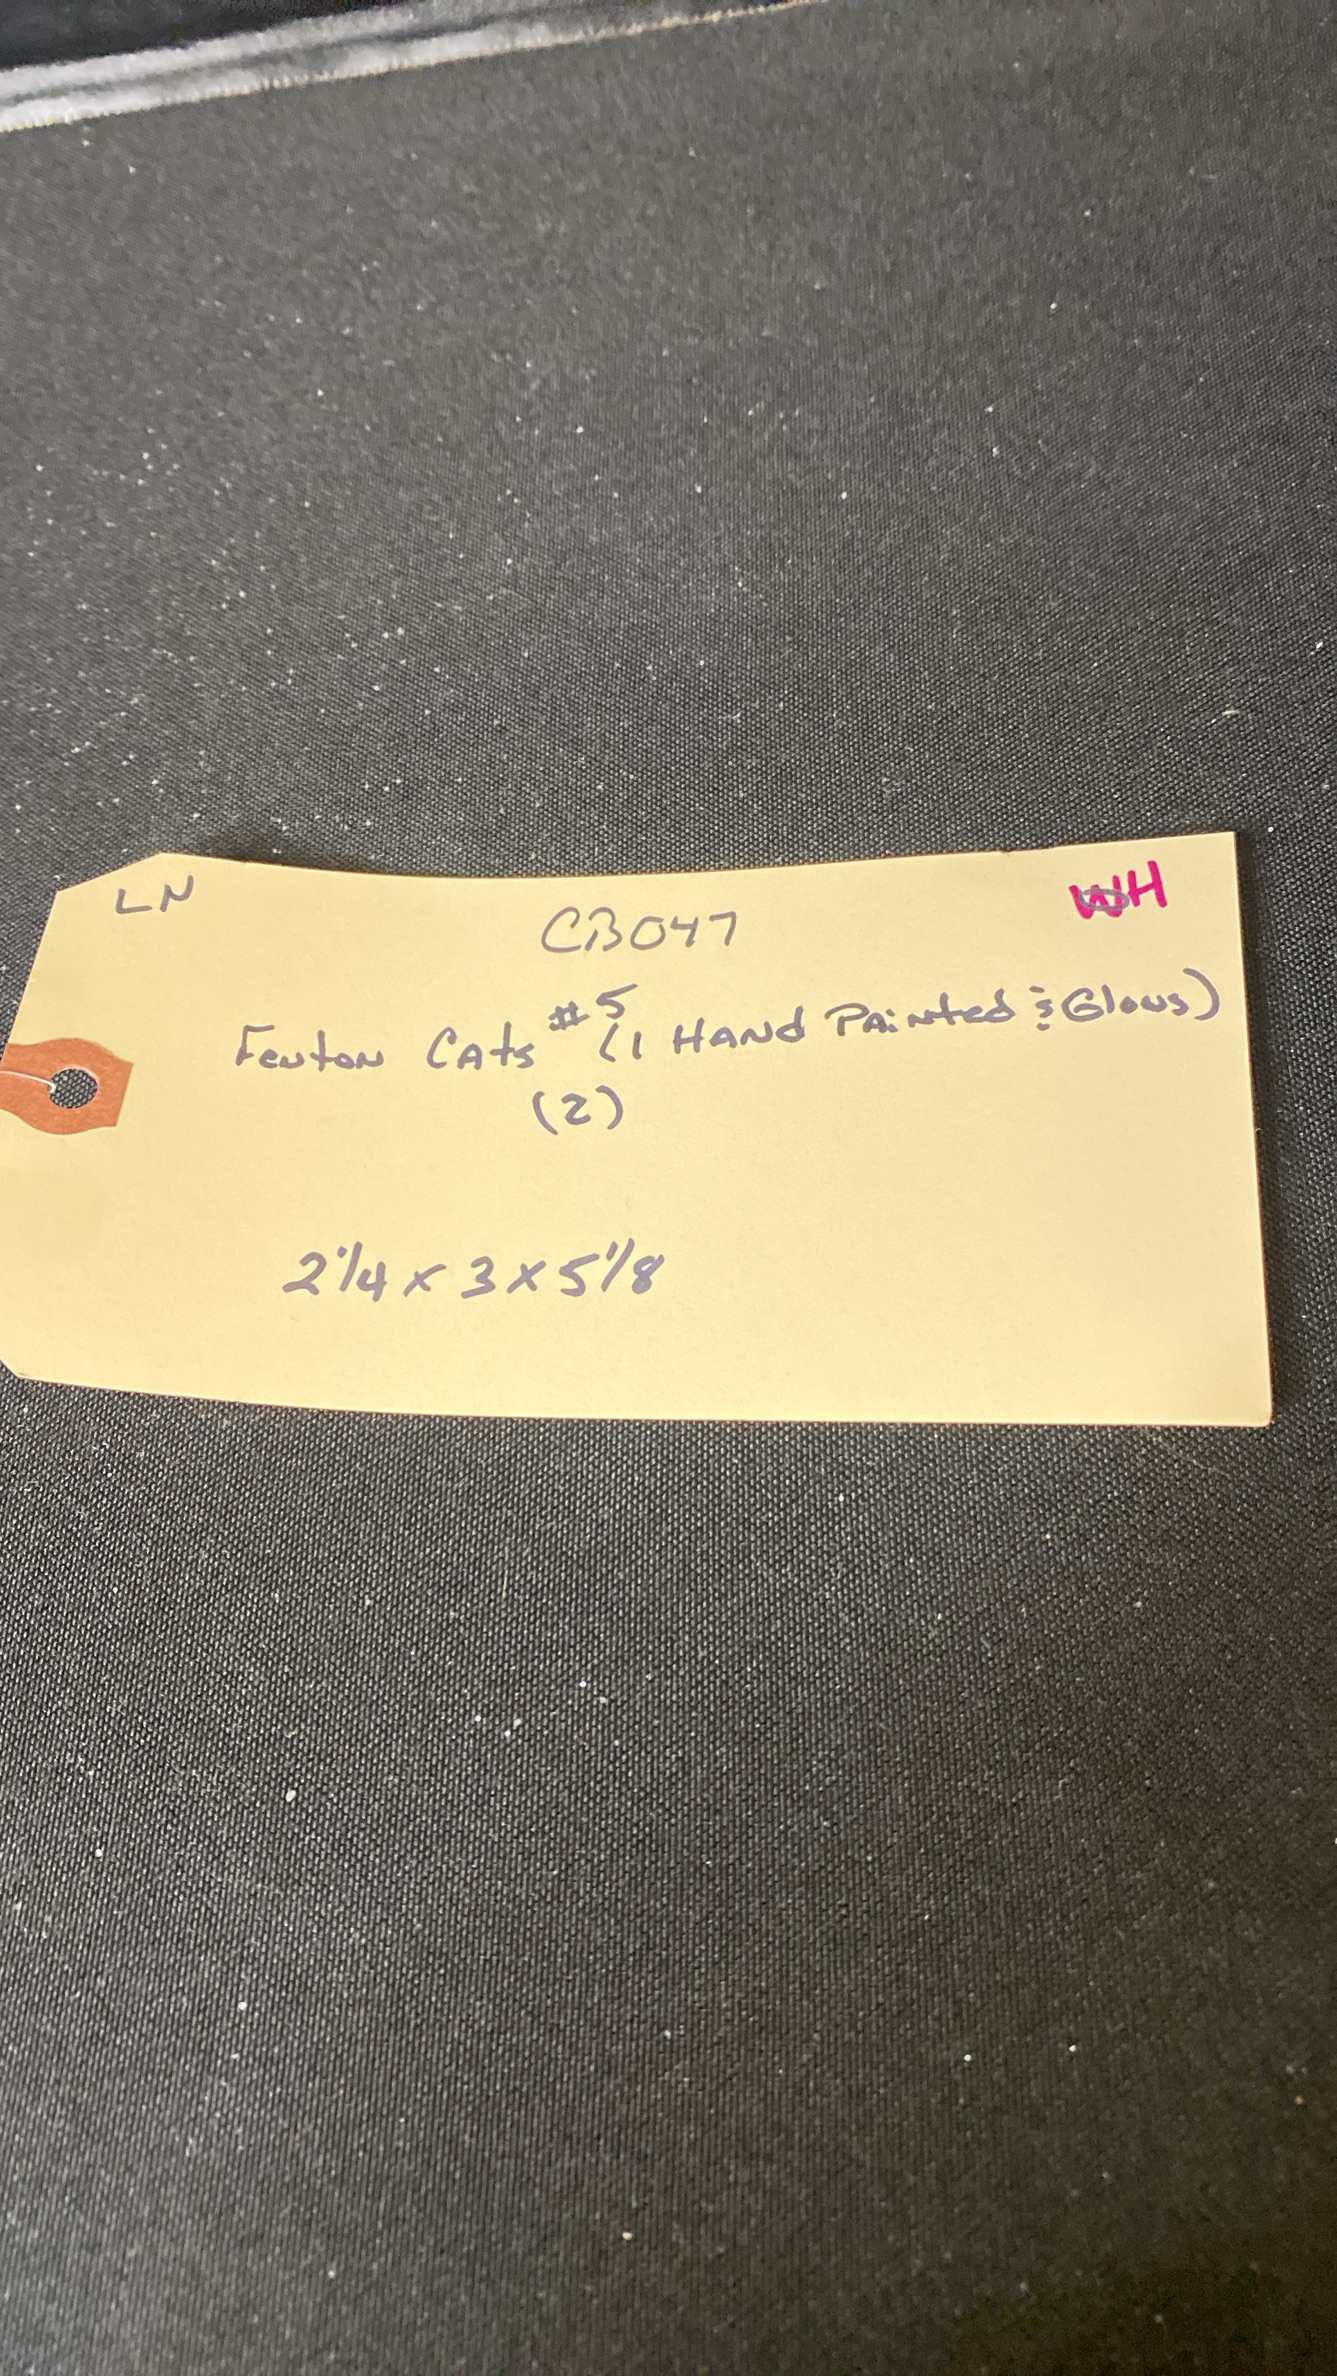 LN
WH
CB047
Fenton Cats #5 (1 Hand Painted & Glows)
(2)
2 1/4 x 3 x 5 1/8